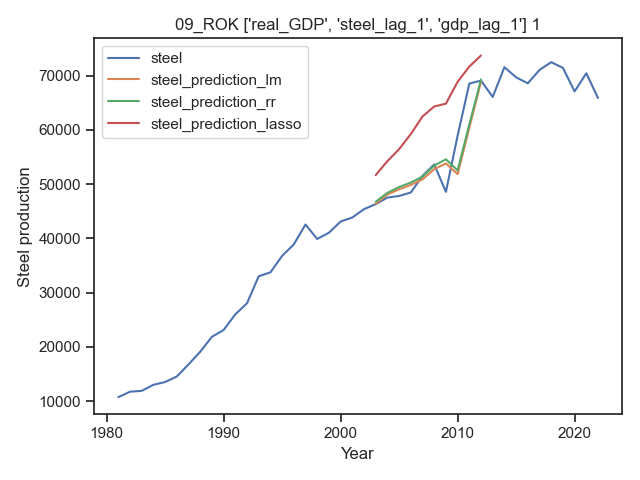 09_ROK ['real_GDP', 'steel_lag_1', 'gdp_lag_1'] 1
steel
steel_prediction_lm
steel_prediction_rr
steel_prediction_lasso
70000
60000
50000
40000
30000
20000
10000
Steel production
1980
1990
2000
2010
2020
Year